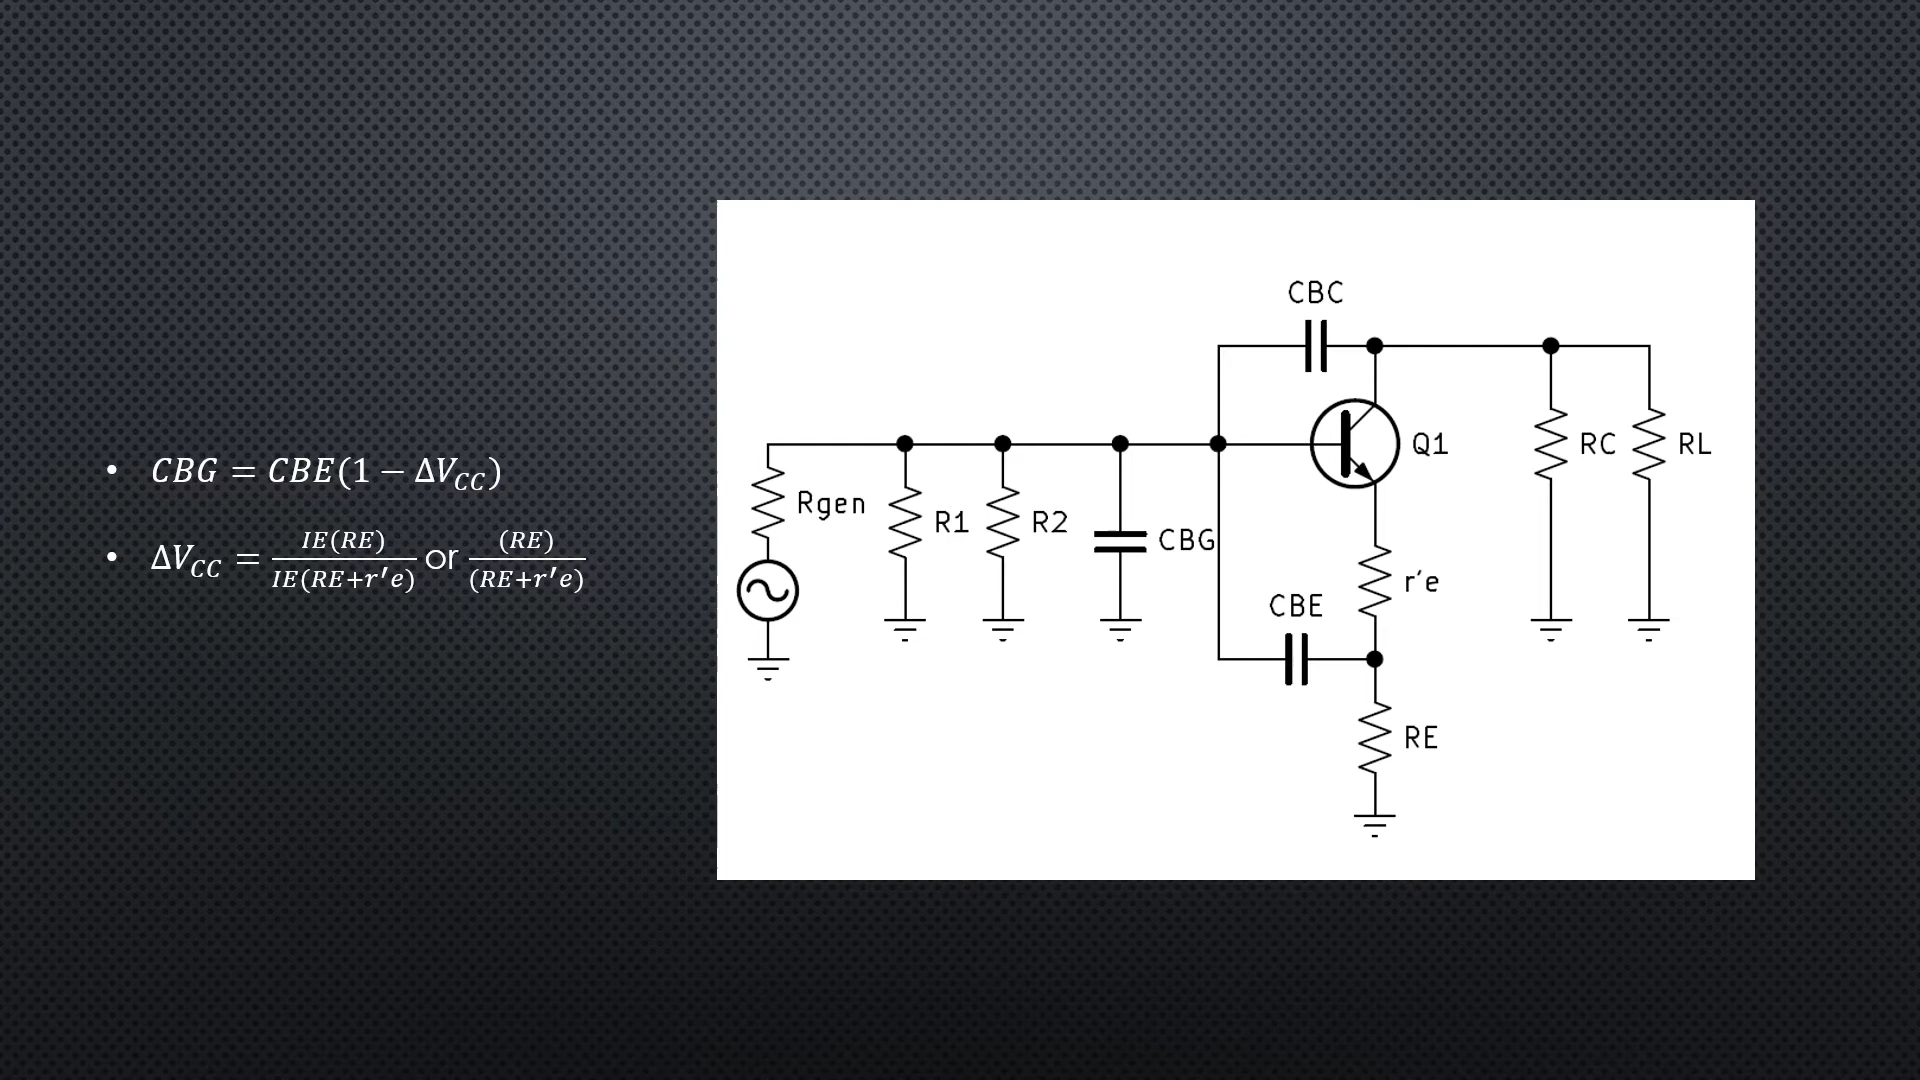 • CBG = CBE(1 − ΔV_CC)
• ΔV_CC = IE(RE)/IE(RE+r′e) or (RE)/(RE+r′e)
CBC
Q1
RC
RL
Rgen
R1
R2
CBG
r′e
CBE
RE